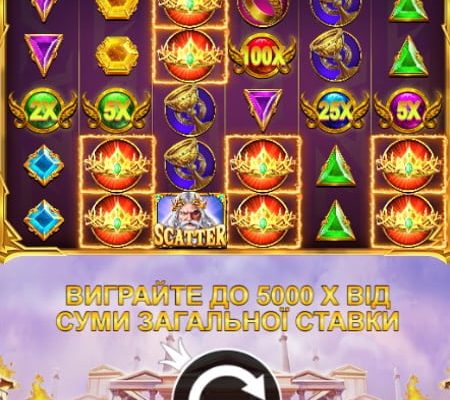 100X
2X 5X 25X 5X
SCATTER
ВИГРАЙТЕ ДО 5000 X ВІД
СУМИ ЗАГАЛЬНОЇ СТАВКИ